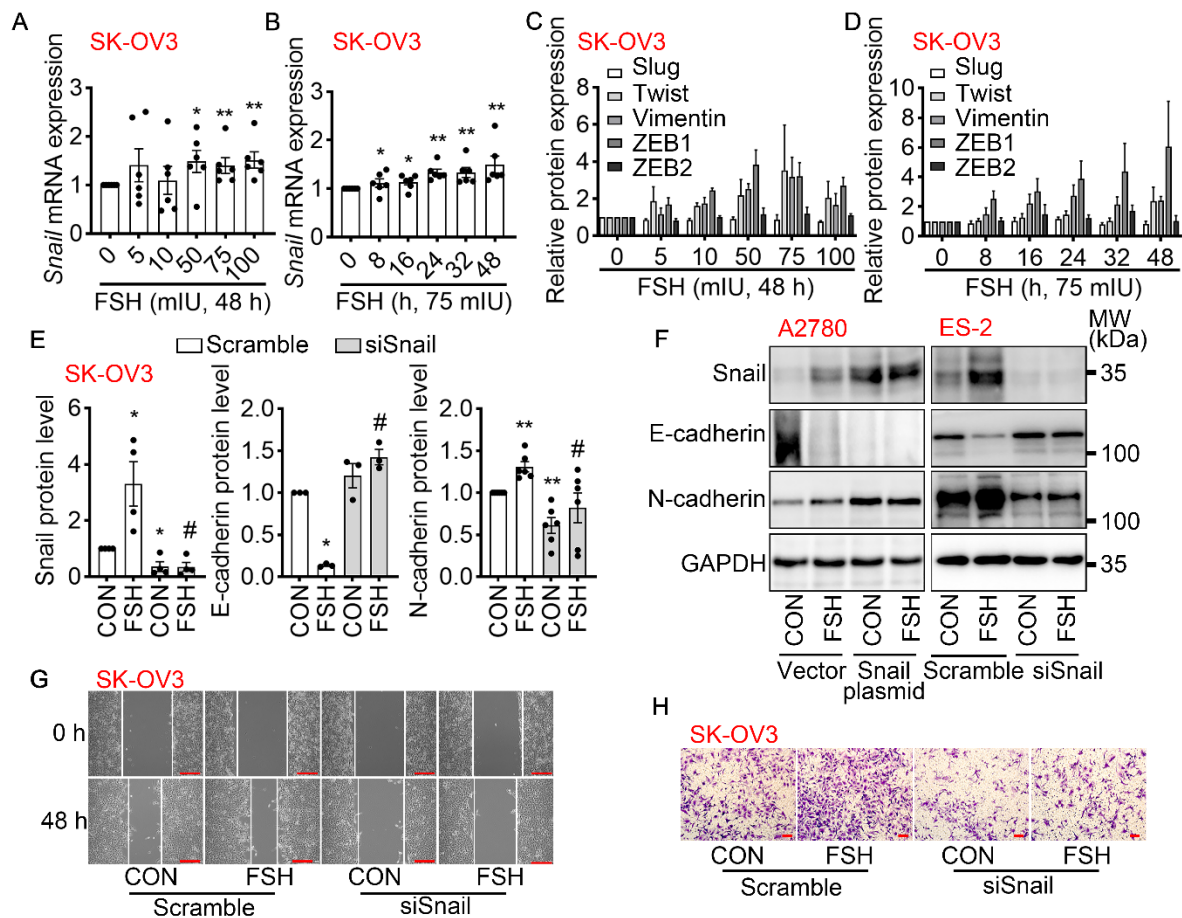 A
SK-OV3
Snail mRNA expression
3
2
1
0
*
**
**
0
5
10
50
75
100
FSH (mIU, 48 h)
B
SK-OV3
Snail mRNA expression
3
2
1
0
*
*
**
**
**
0
8
16
24
32
48
FSH (h, 75 mIU)
C
SK-OV3
Relative protein expression
8
6
4
2
0
Slug
Twist
Vimentin
ZEB1
ZEB2
0
5
10
50
75
100
FSH (mIU, 48 h)
D
SK-OV3
Relative protein expression
10
8
6
4
2
0
Slug
Twist
Vimentin
ZEB1
ZEB2
0
8
16
24
32
48
FSH (h, 75 mIU)
E
Scramble
siSnail
SK-OV3
Snail protein level
6
4
2
0
*
*
#
CON
FSH
CON
FSH
E-cadherin protein level
2.0
1.5
1.0
0.5
0.0
*
#
CON
FSH
CON
FSH
N-cadherin protein level
2.0
1.5
1.0
0.5
0.0
**
**
#
CON
FSH
CON
FSH
F
A2780
ES-2
MW
(kDa)
Snail
35
E-cadherin
100
N-cadherin
100
GAPDH
35
CON
FSH
CON
FSH
CON
FSH
CON
FSH
Vector
Snail
plasmid
Scramble
siSnail
G
SK-OV3
0 h
48 h
CON
FSH
CON
FSH
Scramble
siSnail
H
SK-OV3
CON
FSH
CON
FSH
Scramble
siSnail